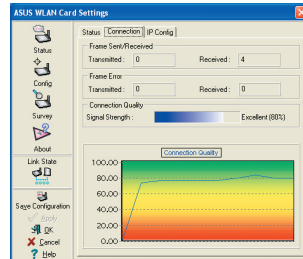 ASUS WLAN Card Settings
Status
Config
Survey
About
Link State
Save Configuration
Apply
OK
Cancel
Help
Status Connection IP Config
Frame Sent/Received
Transmitted : 0 Received : 4
Frame Error
Transmitted : 0 Received : 0
Connection Quality
Signal Strength : Excellent (80%)
Connection Quality
100.00
80.00
60.00
40.00
20.00
0.00